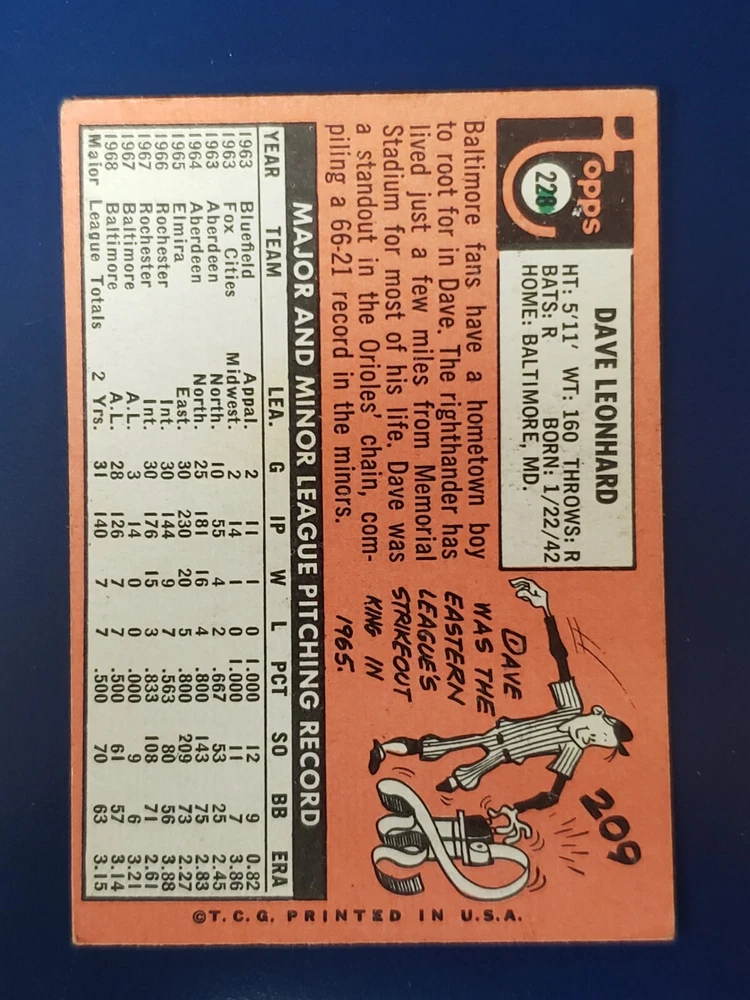 Topps
228
DAVE LEONHARD
HT: 5'11' WT: 160 THROWS: R
BATS: R BORN: 1/22/42
HOME: BALTIMORE, MD.
Baltimore fans have a hometown boy
to root for in Dave. The righthander has
lived just a few miles from Memorial
Stadium for most of his life. Dave was
a standout in the Orioles' chain, com-
piling a 66-21 record in the minors.
DAVE
WAS THE
EASTERN
LEAGUE'S
STRIKEOUT
KING IN
1965.
209
MAJOR AND MINOR LEAGUE PITCHING RECORD
YEAR TEAM LEA. G IP W L PCT SO BB ERA
1963 Bluefield Appal. 2 11 1 0 1.000 12 9 0.82
1963 Fox Cities Midwest. 2 14 1 0 1.000 11 7 3.86
1963 Aberdeen North. 10 55 4 2 .667 53 25 2.45
1964 Aberdeen North. 25 181 16 4 .800 143 75 2.83
1965 Elmira East. 30 230 20 5 .800 209 73 2.27
1966 Rochester Int. 30 144 9 7 .563 80 56 3.88
1967 Rochester Int. 30 176 15 3 .833 108 71 2.61
1967 Baltimore A.L. 3 14 0 0 .000 9 6 3.21
1968 Baltimore A.L. 28 126 7 7 .500 61 57 3.14
Major League Totals 2 Yrs. 31 140 7 7 .500 70 63 3.15
©T.C.G. PRINTED IN U.S.A.